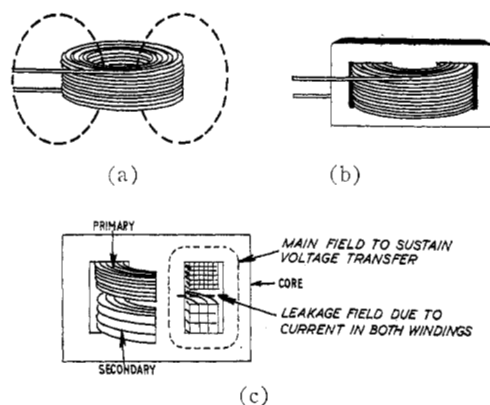 (a)
(b)
PRIMARY
MAIN FIELD TO SUSTAIN
VOLTAGE TRANSFER
CORE
LEAKAGE FIELD DUE TO
CURRENT IN BOTH WINDINGS
SECONDARY
(c)